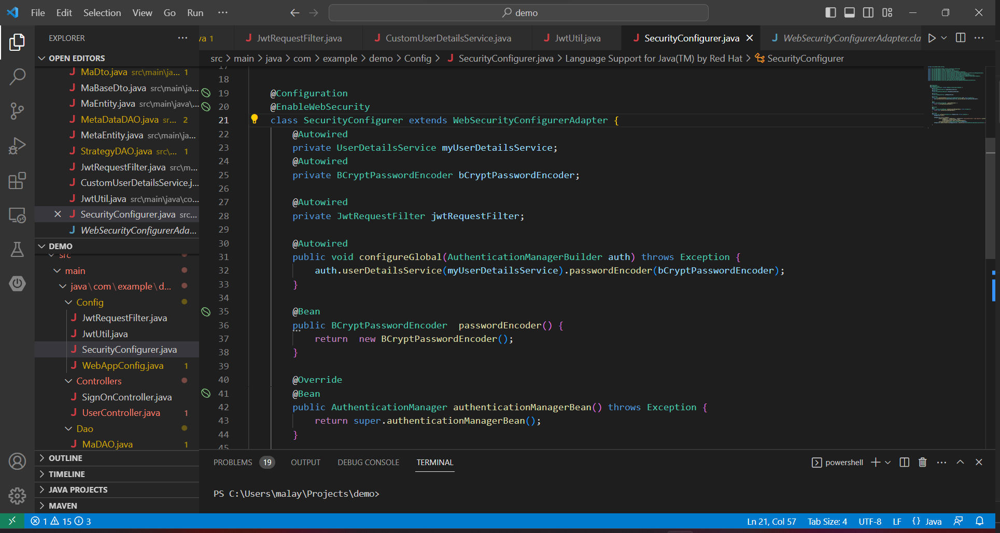 File Edit Selection View Go Run ··· demo
EXPLORER ···
va 1 JwtRequestFilter.java CustomUserDetailsService.java JwtUtil.java SecurityConfigurer.java WebSecurityConfigurerAdapter.cla
src > main > java > com > example > demo > Config > SecurityConfigurer.java > Language Support for Java(TM) by Red Hat > SecurityConfigurer
OPEN EDITORS
MaDto.java src\main\ja... 1
MaBaseDto.java src\main\ja...
MaEntity.java src\main\java\...
MetaDataDAO.java sr... 2
MetaEntity.java src\main\ja...
StrategyDAO.java src\... 1
JwtRequestFilter.java src\m...
CustomUserDetailsService.j...
JwtUtil.java src\main\java\co...
SecurityConfigurer.java src...
WebSecurityConfigurerAda...
DEMO
src
main
java\com\example\d...
Config
JwtRequestFilter.java
JwtUtil.java
SecurityConfigurer.java
WebAppConfig.java 1
Controllers
SignOnController.java
UserController.java 1
Dao
MaDAO.java 1
OUTLINE
TIMELINE
JAVA PROJECTS
MAVEN
17
18
19 @Configuration
20 @EnableWebSecurity
21 class SecurityConfigurer extends WebSecurityConfigurerAdapter {
22 @Autowired
23 private UserDetailsService myUserDetailsService;
24 @Autowired
25 private BCryptPasswordEncoder bCryptPasswordEncoder;
26
27 @Autowired
28 private JwtRequestFilter jwtRequestFilter;
29
30 @Autowired
31 public void configureGlobal(AuthenticationManagerBuilder auth) throws Exception {
32 auth.userDetailsService(myUserDetailsService).passwordEncoder(bCryptPasswordEncoder);
33 }
34
35 @Bean
36 public BCryptPasswordEncoder  passwordEncoder() {
37 return  new BCryptPasswordEncoder();
38 }
39
40 @Override
41 @Bean
42 public AuthenticationManager authenticationManagerBean() throws Exception {
43 return super.authenticationManagerBean();
44 }
45
PROBLEMS 19 OUTPUT DEBUG CONSOLE TERMINAL powershell
PS C:\Users\malay\Projects\demo>
1 15 3 Ln 21, Col 57 Tab Size: 4 UTF-8 LF {} Java